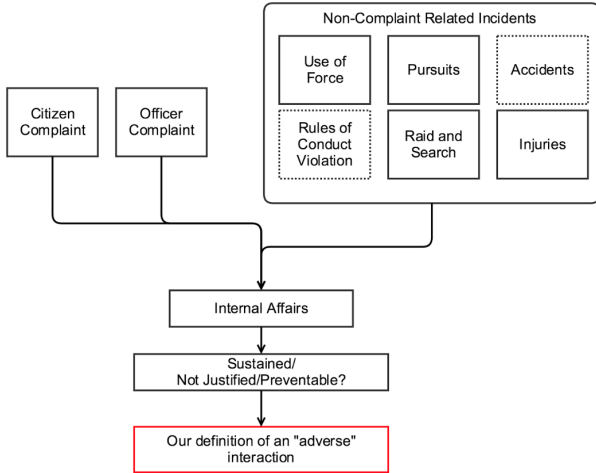 Non-Complaint Related Incidents
Use of
Force
Pursuits
Accidents
Citizen
Complaint
Officer
Complaint
Rules of
Conduct
Violation
Raid and
Search
Injuries
Internal Affairs
Sustained/
Not Justified/Preventable?
Our definition of an "adverse"
interaction